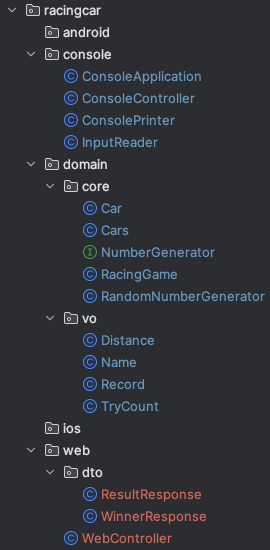 racingcar
android
console
ConsoleApplication
ConsoleController
ConsolePrinter
InputReader
domain
core
Car
Cars
NumberGenerator
RacingGame
RandomNumberGenerator
vo
Distance
Name
Record
TryCount
ios
web
dto
ResultResponse
WinnerResponse
WebController